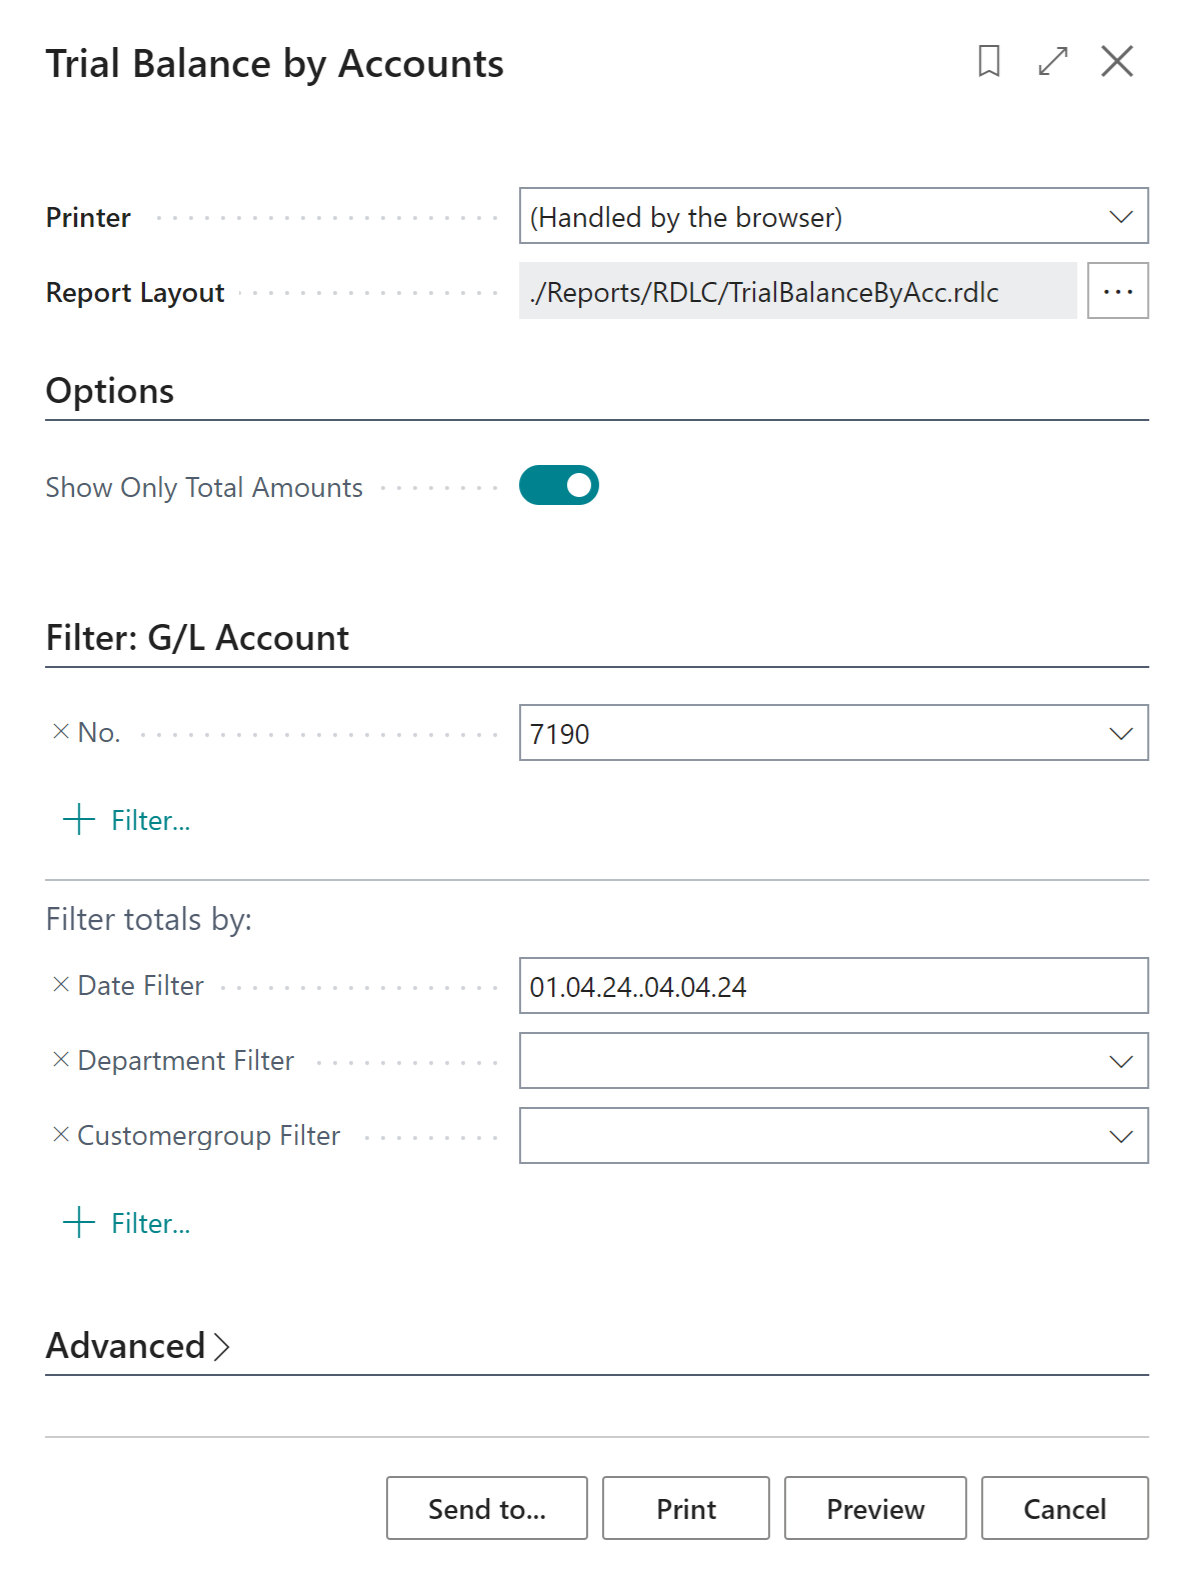 Trial Balance by Accounts
Printer (Handled by the browser)
Report Layout ./Reports/RDLC/TrialBalanceByAcc.rdlc ...
Options
Show Only Total Amounts
Filter: G/L Account
No. 7190
Filter...
Filter totals by:
Date Filter 01.04.24..04.04.24
Department Filter
Customergroup Filter
Filter...
Advanced
Send to... Print Preview Cancel